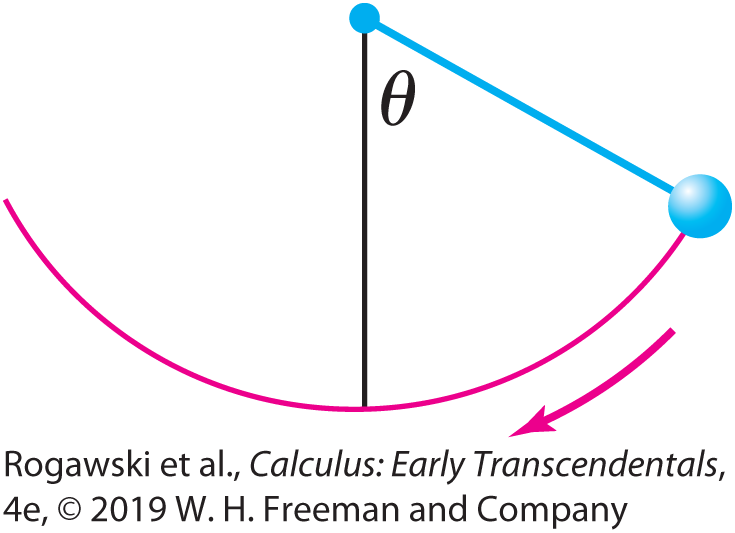 θ
Rogawski et al., Calculus: Early Transcendentals,
4e, © 2019 W. H. Freeman and Company